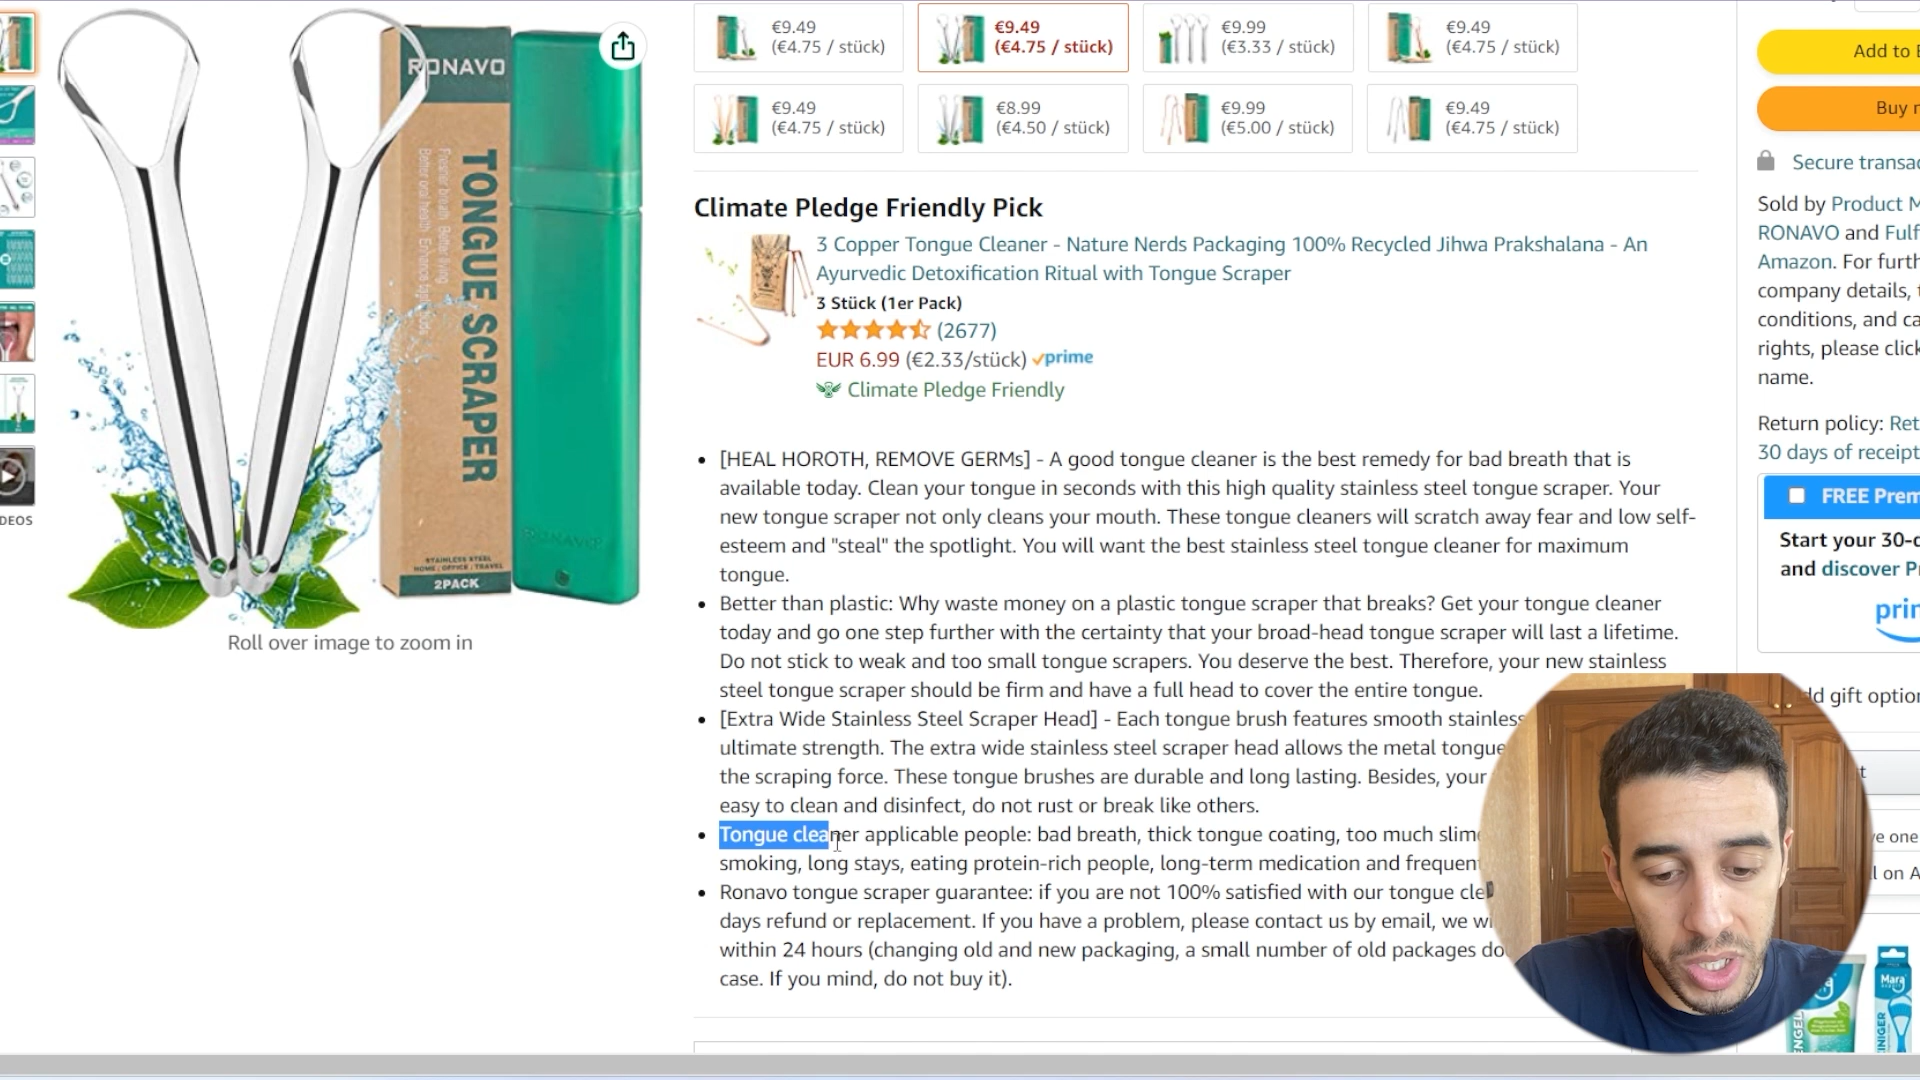 €9.49
(€4.75 / stück)
€9.49
(€4.75 / stück)
€9.99
(€3.33 / stück)
€9.49
(€4.75 / stück)
€9.49
(€4.75 / stück)
€8.99
(€4.50 / stück)
€9.99
(€5.00 / stück)
€9.49
(€4.75 / stück)
RONAVO
TONGUE SCRAPER
Fresher breath Better living
Better oral health
STAINLESS STEEL
HOME / OFFICE / TRAVEL
2PACK
RONAVO
DEOS
Roll over image to zoom in
Climate Pledge Friendly Pick
3 Copper Tongue Cleaner - Nature Nerds Packaging 100% Recycled Jihwa Prakshalana - An
Ayurvedic Detoxification Ritual with Tongue Scraper
3 Stück (1er Pack)
(2677)
EUR 6.99 (€2.33/stück) prime
Climate Pledge Friendly
• [HEAL HOROTH, REMOVE GERMs] - A good tongue cleaner is the best remedy for bad breath that is
available today. Clean your tongue in seconds with this high quality stainless steel tongue scraper. Your
new tongue scraper not only cleans your mouth. These tongue cleaners will scratch away fear and low self-
esteem and "steal" the spotlight. You will want the best stainless steel tongue cleaner for maximum
tongue.
• Better than plastic: Why waste money on a plastic tongue scraper that breaks? Get your tongue cleaner
today and go one step further with the certainty that your broad-head tongue scraper will last a lifetime.
Do not stick to weak and too small tongue scrapers. You deserve the best. Therefore, your new stainless
steel tongue scraper should be firm and have a full head to cover the entire tongue.
• [Extra Wide Stainless Steel Scraper Head] - Each tongue brush features smooth stainless
ultimate strength. The extra wide stainless steel scraper head allows the metal tongue
the scraping force. These tongue brushes are durable and long lasting. Besides, your
easy to clean and disinfect, do not rust or break like others.
• Tongue cleaner applicable people: bad breath, thick tongue coating, too much slime
smoking, long stays, eating protein-rich people, long-term medication and frequent
• Ronavo tongue scraper guarantee: if you are not 100% satisfied with our tongue cle
days refund or replacement. If you have a problem, please contact us by email, we wi
within 24 hours (changing old and new packaging, a small number of old packages do
case. If you mind, do not buy it).
Add to
Buy
Secure transac
Sold by Product M
RONAVO and Fulf
Amazon. For furth
company details,
conditions, and ca
rights, please click
name.
Return policy: Ret
30 days of receipt
FREE Prem
Start your 30-d
and discover Pr
prim
dd gift option
t
ve one
l on A
Mara